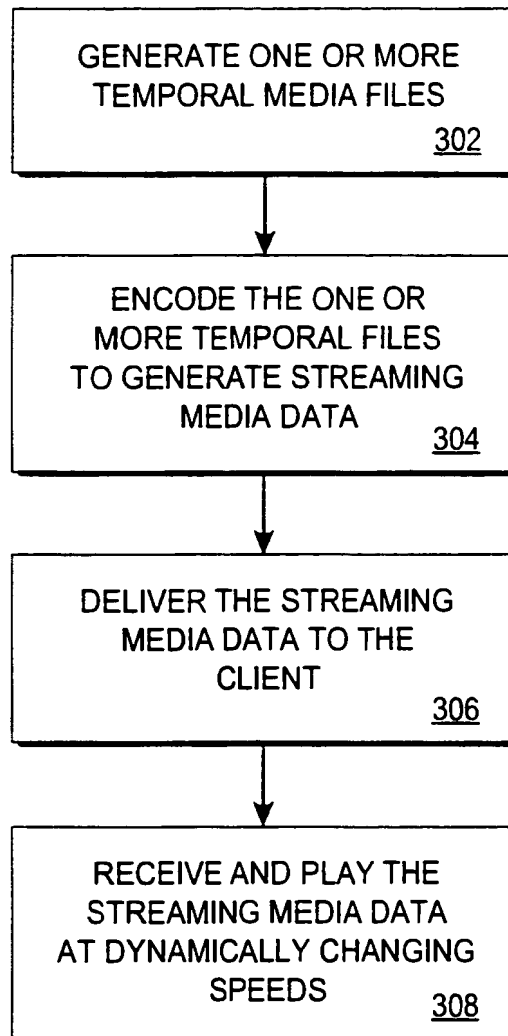 GENERATE ONE OR MORE
TEMPORAL MEDIA FILES
302
ENCODE THE ONE OR
MORE TEMPORAL FILES
TO GENERATE STREAMING
MEDIA DATA
304
DELIVER THE STREAMING
MEDIA DATA TO THE
CLIENT
306
RECEIVE AND PLAY THE
STREAMING MEDIA DATA
AT DYNAMICALLY CHANGING
SPEEDS
308